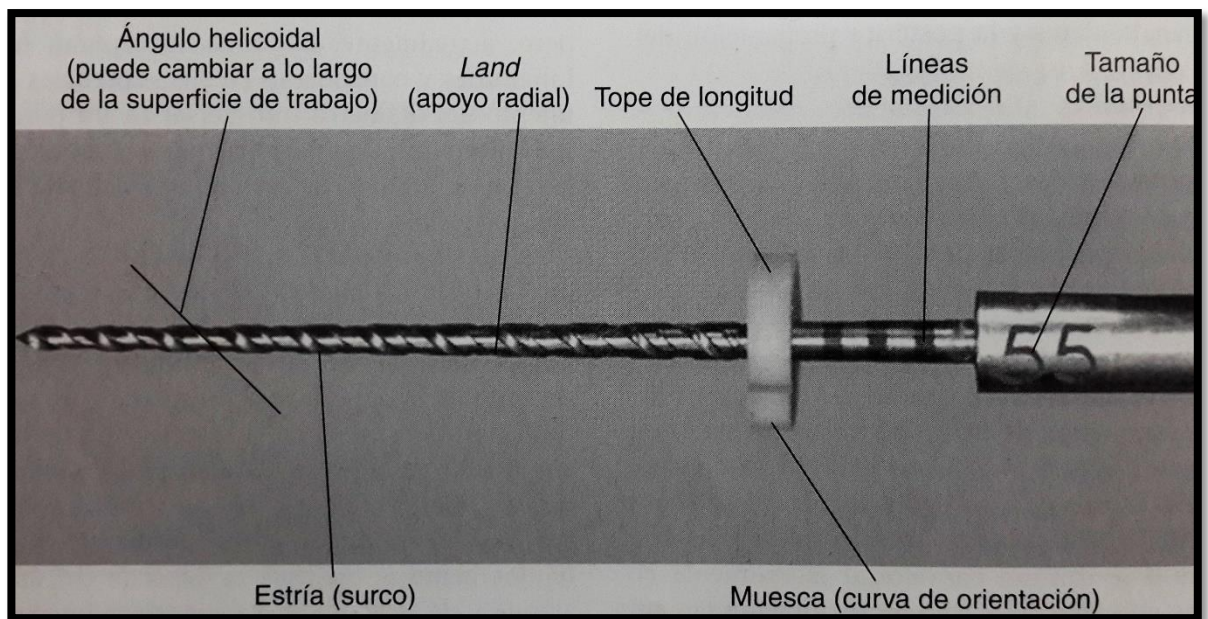 Ángulo helicoidal
(puede cambiar a lo largo
de la superficie de trabajo)
Land
(apoyo radial)
Tope de longitud
Líneas
de medición
Tamaño
de la punta
55
Estría (surco)
Muesca (curva de orientación)